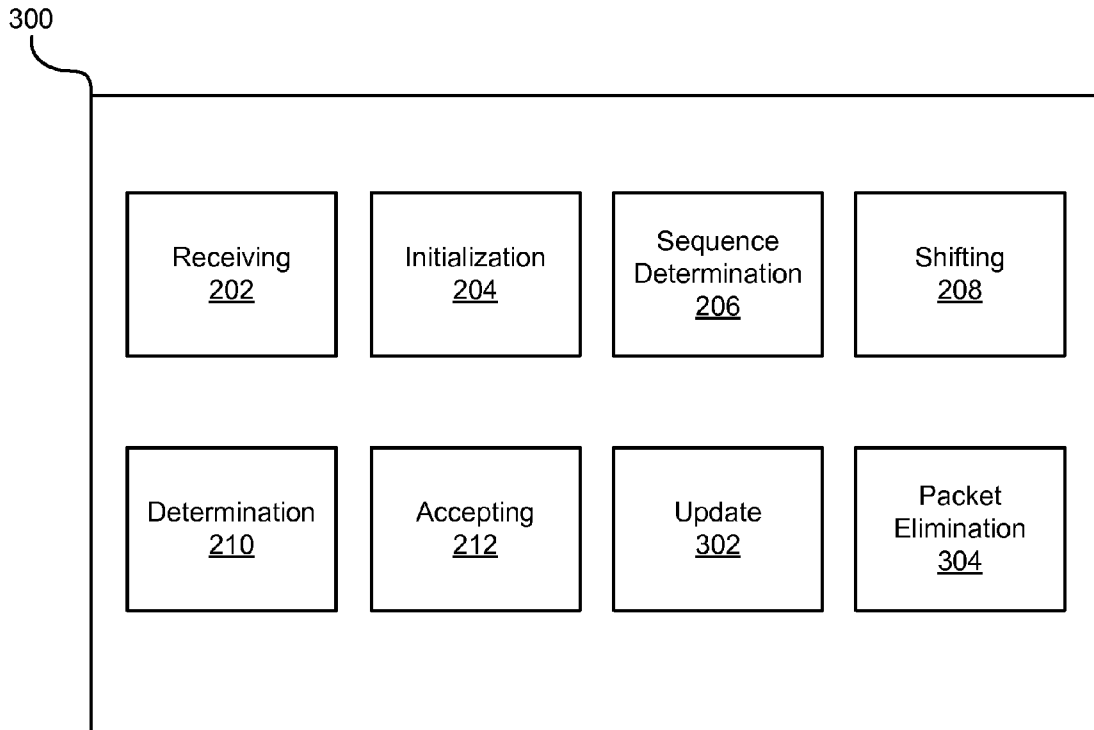 300
Receiving
202
Initialization
204
Sequence
Determination
206
Shifting
208
Determination
210
Accepting
212
Update
302
Packet
Elimination
304